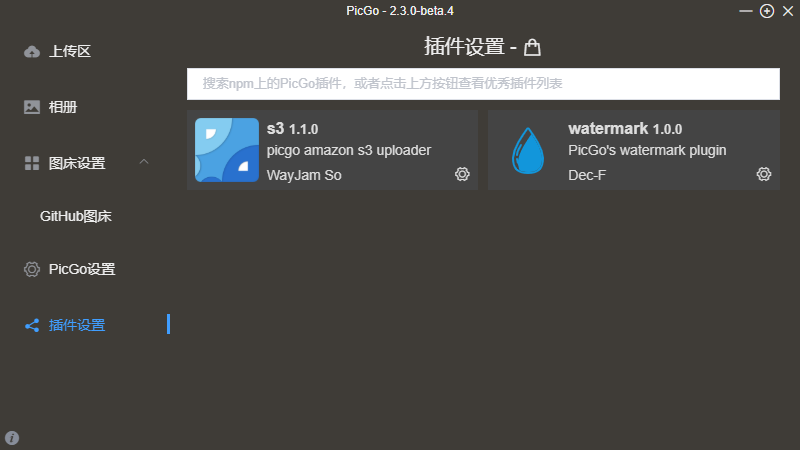 PicGo - 2.3.0-beta.4
上传区
相册
图床设置
GitHub图床
PicGo设置
插件设置
插件设置 -
搜索npm上的PicGo插件，或者点击上方按钮查看优秀插件列表
s3 1.1.0
picgo amazon s3 uploader
WayJam So
watermark 1.0.0
PicGo's watermark plugin
Dec-F